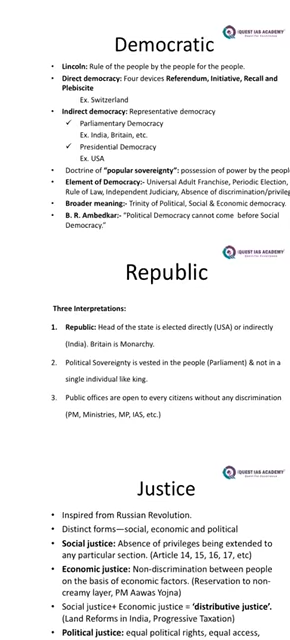 iQUEST IAS ACADEMY
Democratic
• Lincoln: Rule of the people by the people for the people.
• Direct democracy: Four devices Referendum, Initiative, Recall and
Plebiscite
Ex. Switzerland
• Indirect democracy: Representative democracy
✓ Parliamentary Democracy
Ex. India, Britain, etc.
✓ Presidential Democracy
Ex. USA
• Doctrine of “popular sovereignty”: possession of power by the peopl
• Element of Democracy:- Universal Adult Franchise, Periodic Election,
Rule of Law, Independent Judiciary, Absence of discrimination/privileg
• Broader meaning:- Trinity of Political, Social & Economic democracy.
• B. R. Ambedkar:- “Political Democracy cannot come before Social
Democracy.”
iQUEST IAS ACADEMY
Republic
Three Interpretations:
1. Republic: Head of the state is elected directly (USA) or indirectly
(India). Britain is Monarchy.
2. Political Sovereignty is vested in the people (Parliament) & not in a
single individual like king.
3. Public offices are open to every citizens without any discrimination
(PM, Ministries, MP, IAS, etc.)
iQUEST IAS ACADEMY
Justice
• Inspired from Russian Revolution.
• Distinct forms—social, economic and political
• Social justice: Absence of privileges being extended to
any particular section. (Article 14, 15, 16, 17, etc)
• Economic justice: Non-discrimination between people
on the basis of economic factors. (Reservation to non-
creamy layer, PM Aawas Yojna)
• Social justice+ Economic justice = ‘distributive justice’.
(Land Reforms in India, Progressive Taxation)
• Political justice: equal political rights, equal access,